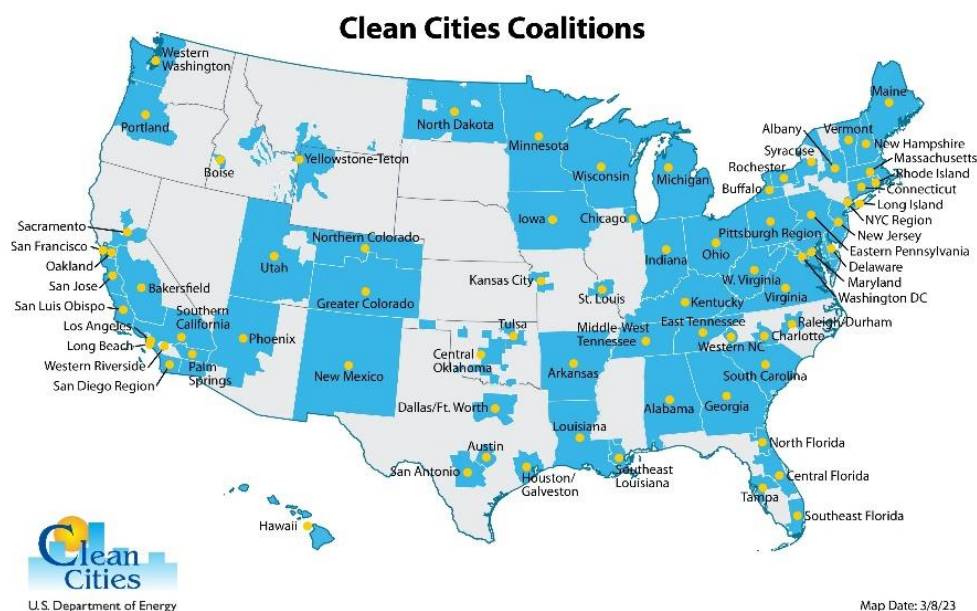 Clean Cities Coalitions
Western
Washington
Portland
Boise
Yellowstone-Teton
North Dakota
Minnesota
Wisconsin
Michigan
Iowa
Chicago
Maine
Albany
Vermont
Syracuse
New Hampshire
Rochester
Massachusetts
Rhode Island
Buffalo
Connecticut
Long Island
NYC Region
New Jersey
Pittsburgh Region
Eastern Pennsylvania
Delaware
Maryland
Washington DC
Sacramento
San Francisco
Oakland
San Jose
San Luis Obispo
Los Angeles
Long Beach
Western Riverside
San Diego Region
Bakersfield
Southern
California
Palm
Springs
Utah
Northern Colorado
Greater Colorado
Phoenix
New Mexico
Kansas City
St. Louis
Tulsa
Central
Oklahoma
Dallas/Ft. Worth
Austin
San Antonio
Houston/
Galveston
Indiana
Ohio
W. Virginia
Virginia
Kentucky
Middle-West
Tennessee
East Tennessee
Western NC
Raleigh/Durham
Charlotte
South Carolina
Arkansas
Louisiana
Southeast
Louisiana
Alabama
Georgia
North Florida
Central Florida
Tampa
Southeast Florida
Hawaii
Clean
Cities
U.S. Department of Energy
Map Date: 3/8/23